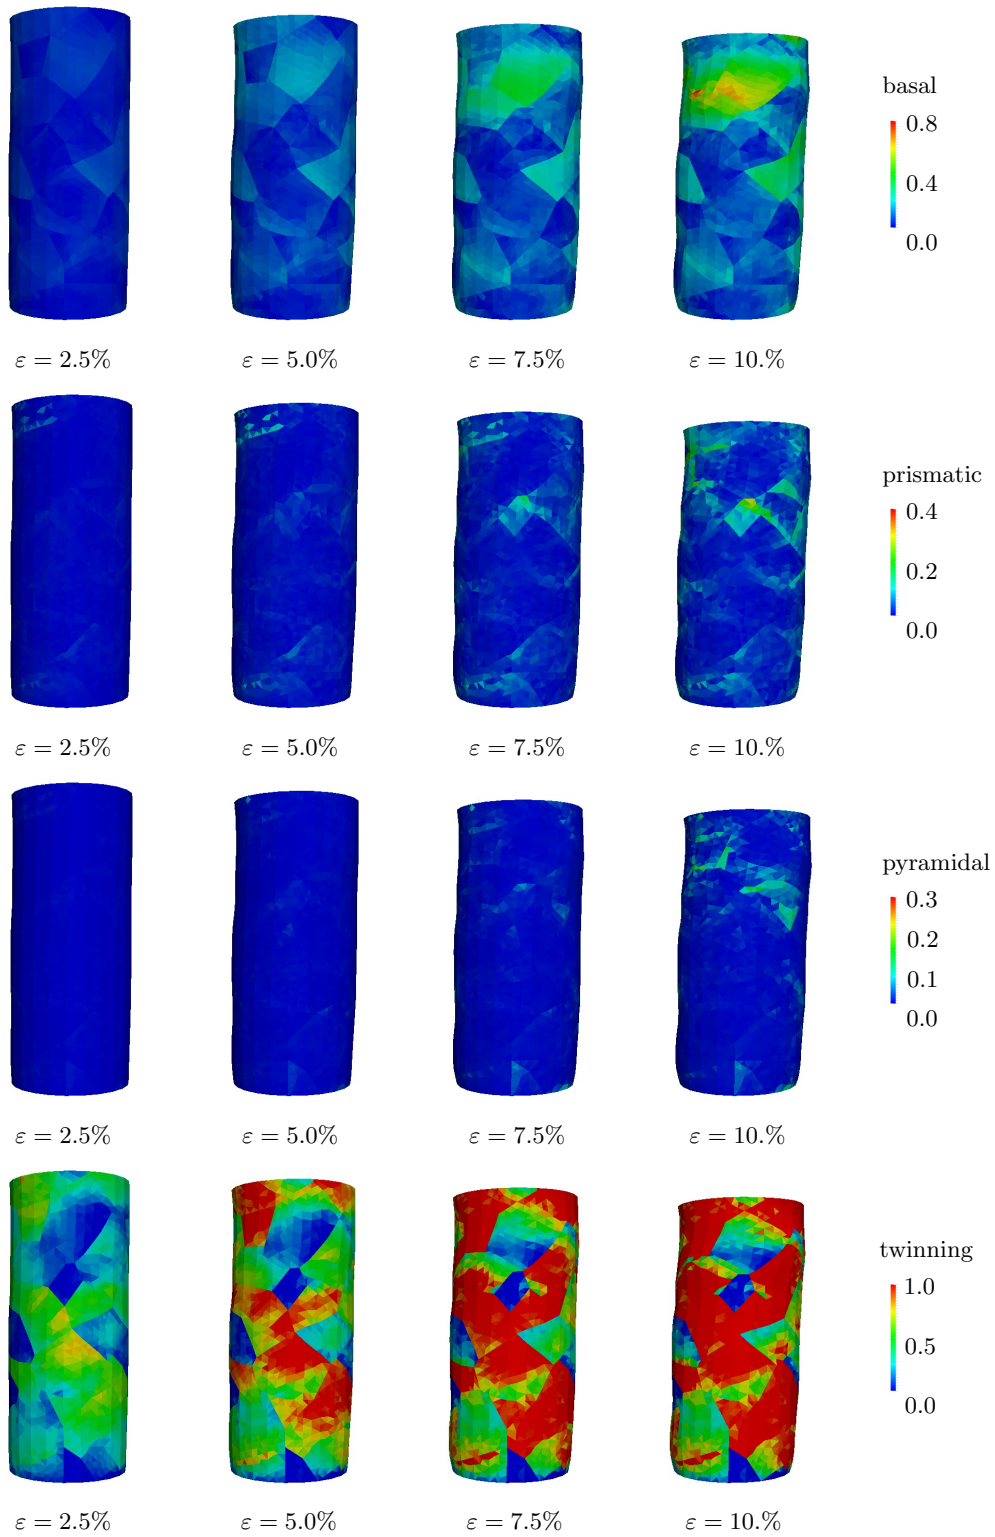 basal
0.8
0.4
0.0
ε = 2.5% ε = 5.0% ε = 7.5% ε = 10.%
prismatic
0.4
0.2
0.0
ε = 2.5% ε = 5.0% ε = 7.5% ε = 10.%
pyramidal
0.3
0.2
0.1
0.0
ε = 2.5% ε = 5.0% ε = 7.5% ε = 10.%
twinning
1.0
0.5
0.0
ε = 2.5% ε = 5.0% ε = 7.5% ε = 10.%